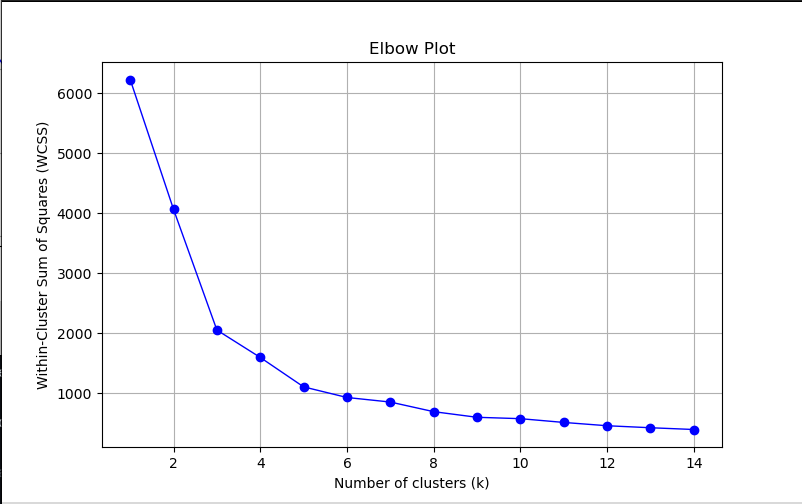 Elbow Plot
Within-Cluster Sum of Squares (WCSS)
6000
5000
4000
3000
2000
1000
2 4 6 8 10 12 14
Number of clusters (k)